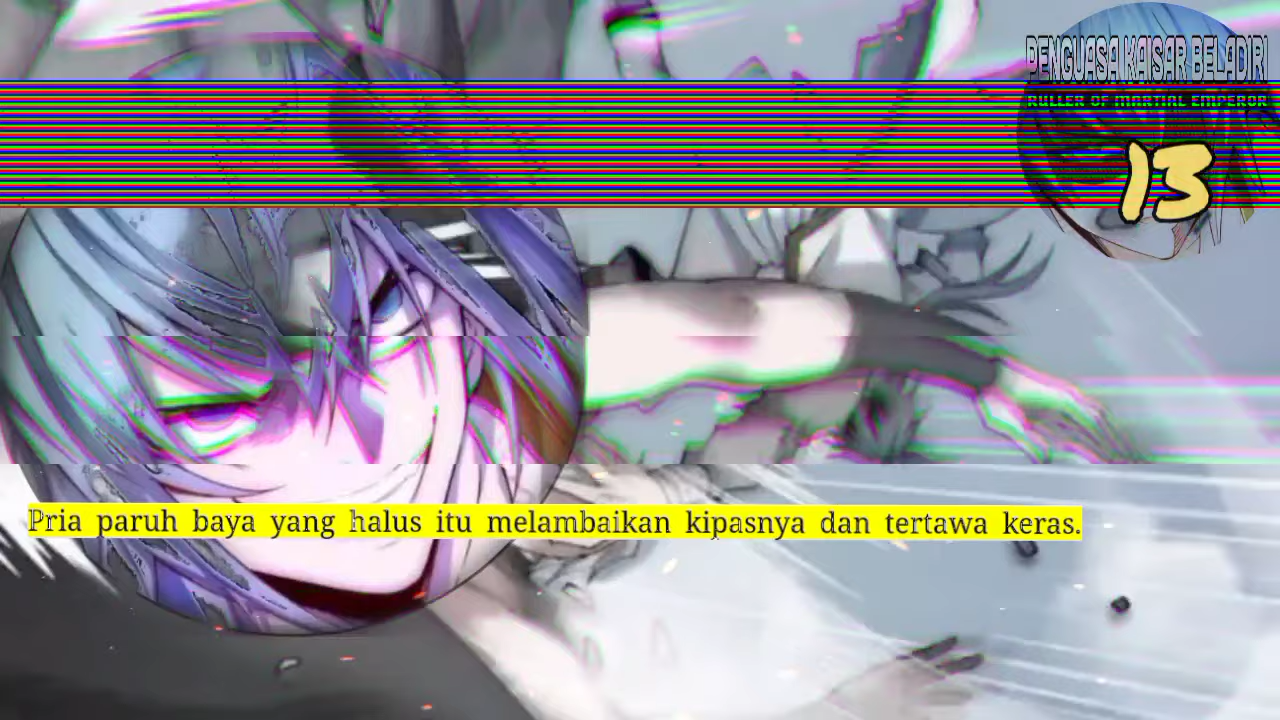 PENGUASA KAISAR BELADIRI
RULLER OF MARTIAL EMPEROR
13
Pria paruh baya yang halus itu melambaikan kipasnya dan tertawa keras.